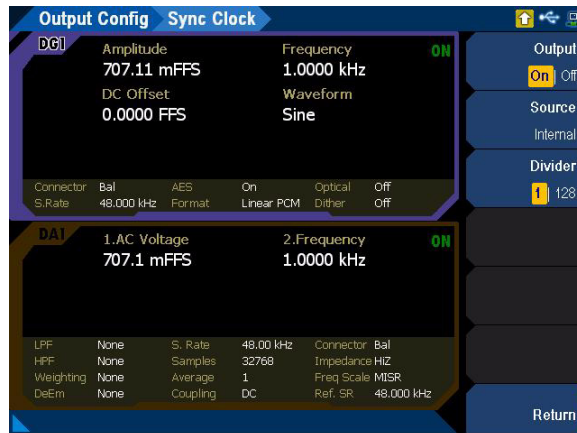 Output Config Sync Clock
DG1
Amplitude Frequency ON
707.11 mFFS 1.0000 kHz
DC Offset Waveform
0.0000 FFS Sine
Connector Bal AES On Optical Off
S.Rate 48.000 kHz Format Linear PCM Dither Off
DA1
1.AC Voltage 2.Frequency ON
707.1 mFFS 1.0000 kHz
LPF None S. Rate 48.00 kHz Connector Bal
HPF None Samples 32768 Impedance HiZ
Weighting None Average 1 Freq Scale MISR
DeEm None Coupling DC Ref. SR 48.000 kHz
Output
On | Off
Source
Internal
Divider
1 | 128
Return